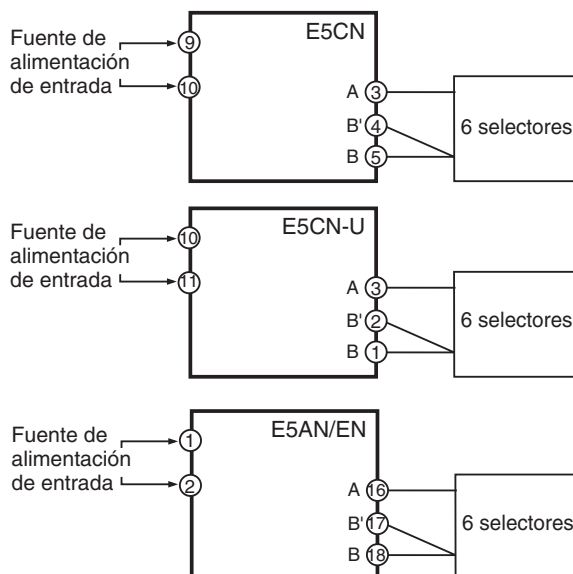 E5CN
Fuente de
alimentación
de entrada
9
10
A 3
B' 4
B 5
6 selectores
E5CN-U
Fuente de
alimentación
de entrada
10
11
A 3
B' 2
B 1
6 selectores
E5AN/EN
Fuente de
alimentación
de entrada
1
2
A 16
B' 17
B 18
6 selectores